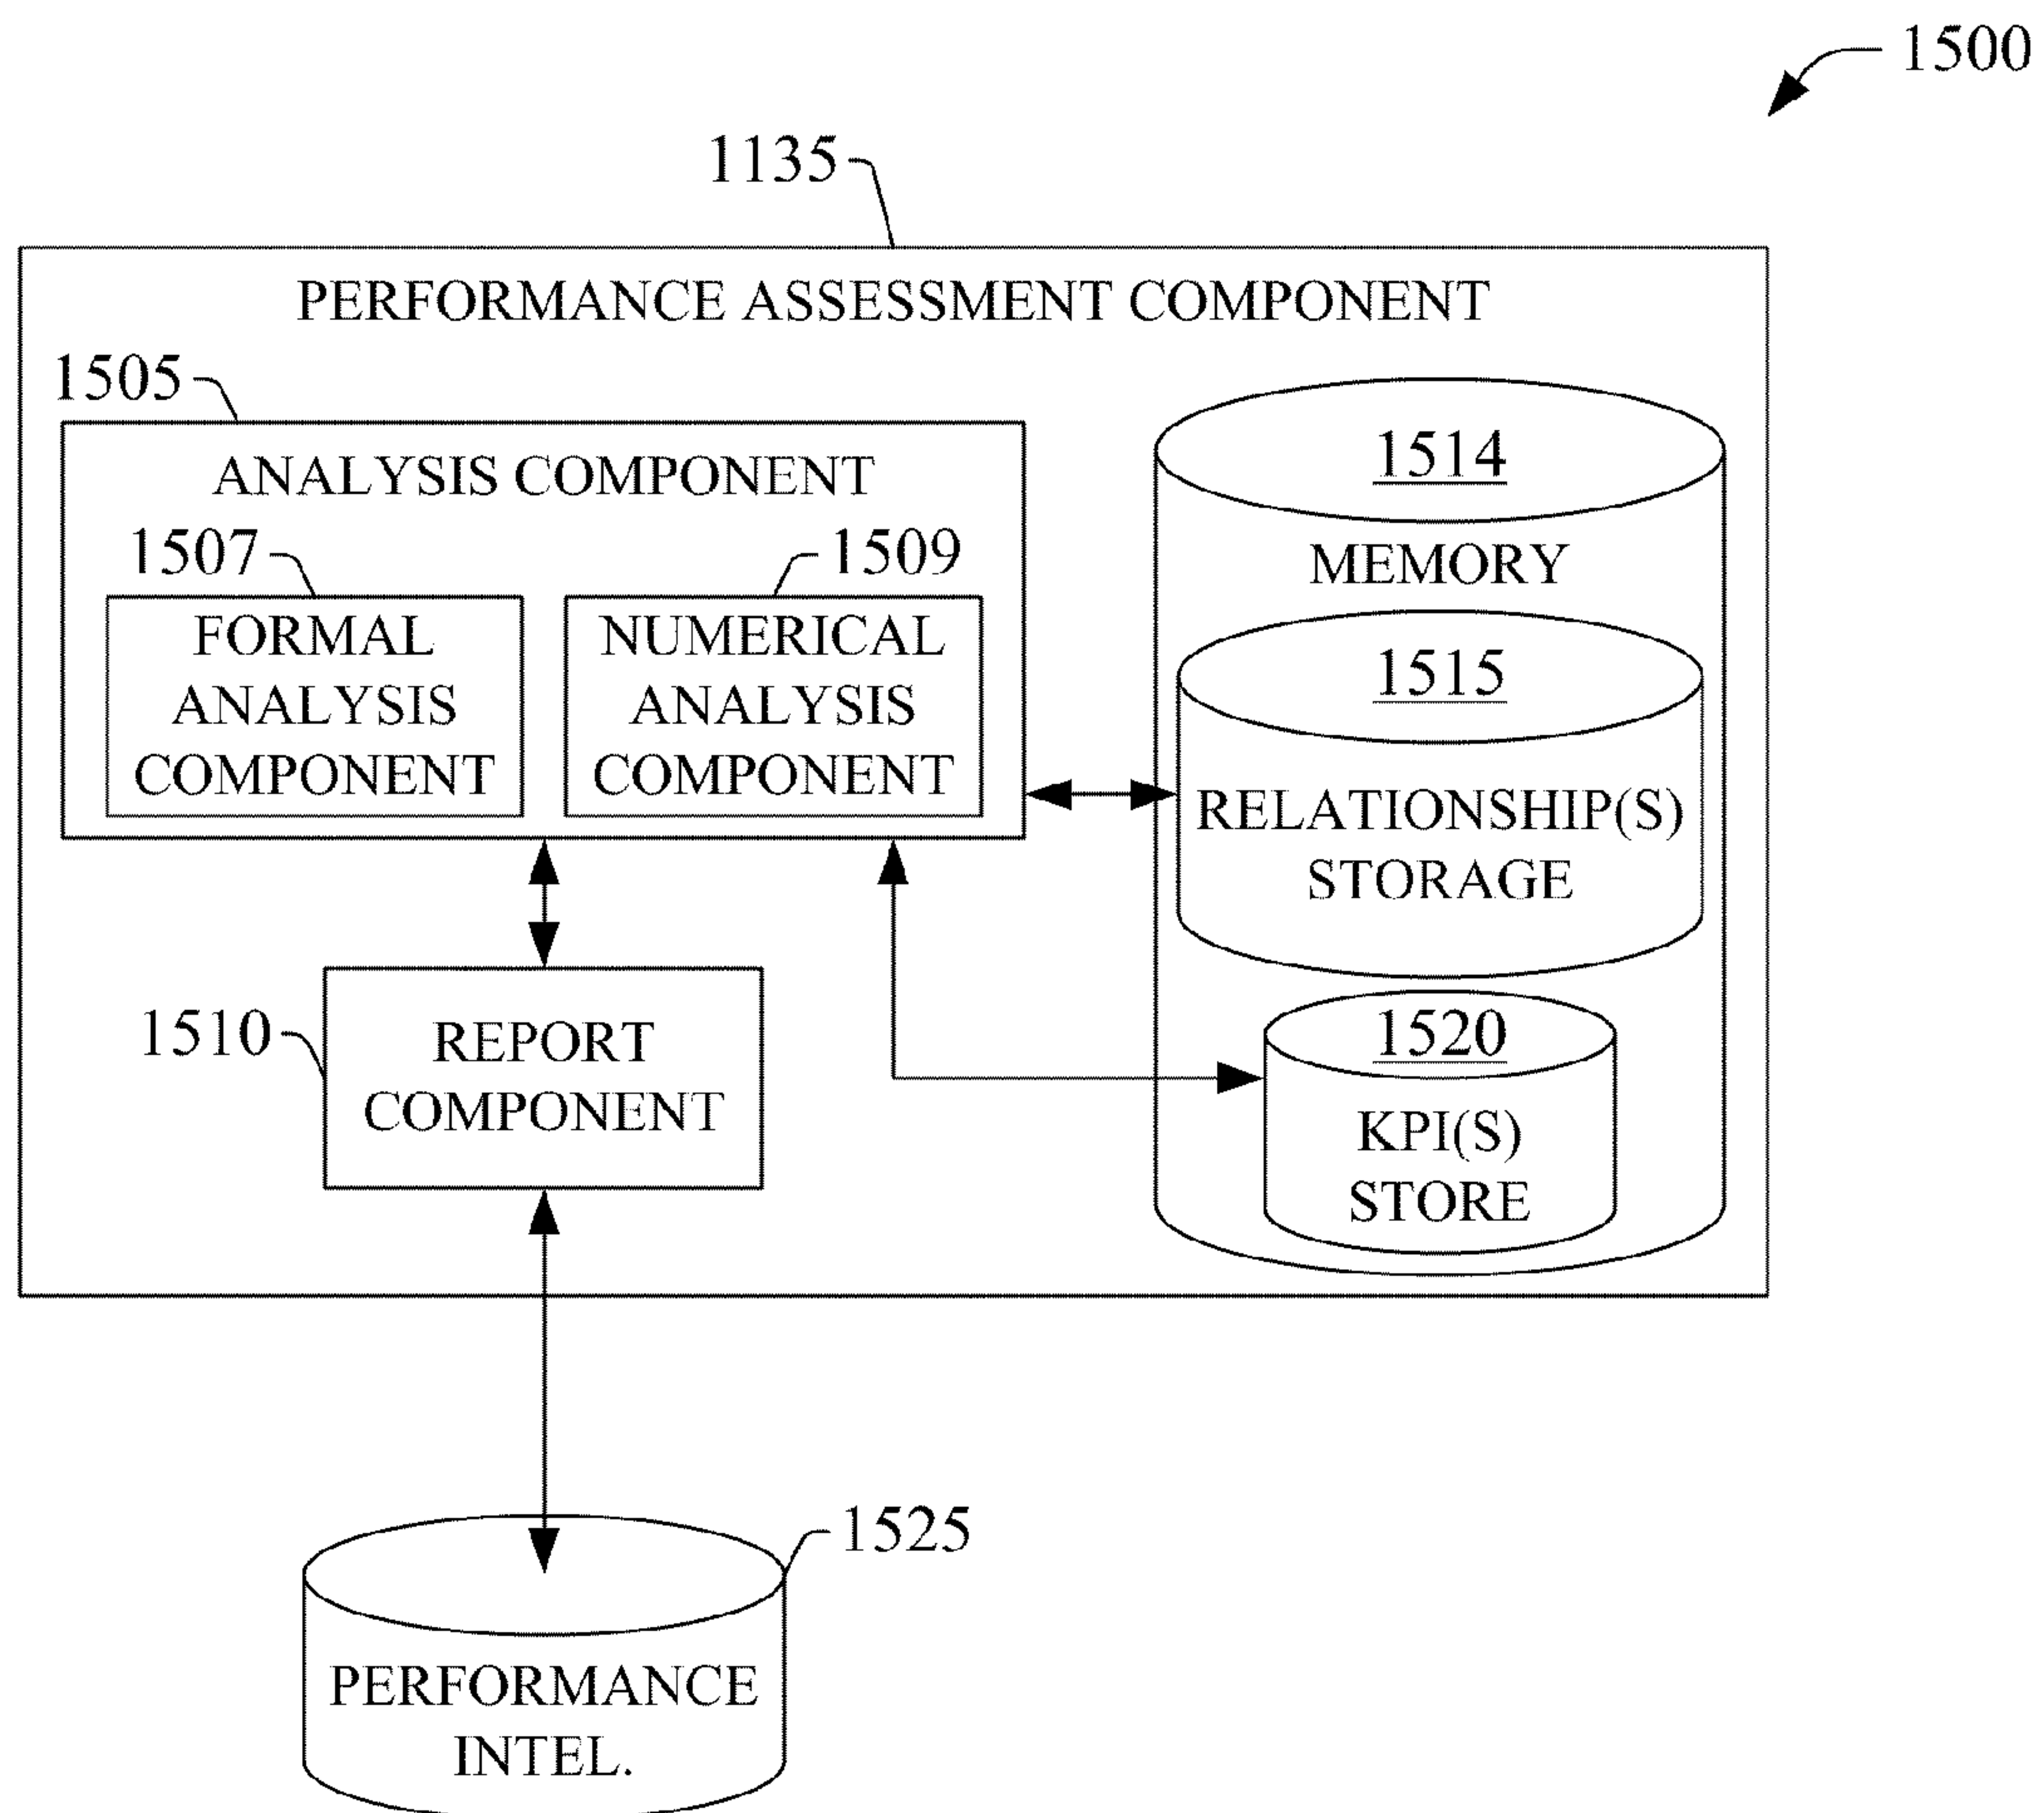 1500
1135
PERFORMANCE ASSESSMENT COMPONENT
1505
ANALYSIS COMPONENT
1507
1509
FORMAL
ANALYSIS
COMPONENT
NUMERICAL
ANALYSIS
COMPONENT
1514
MEMORY
1515
RELATIONSHIP(S)
STORAGE
1510
REPORT
COMPONENT
1520
KPI(S)
STORE
1525
PERFORMANCE
INTEL.